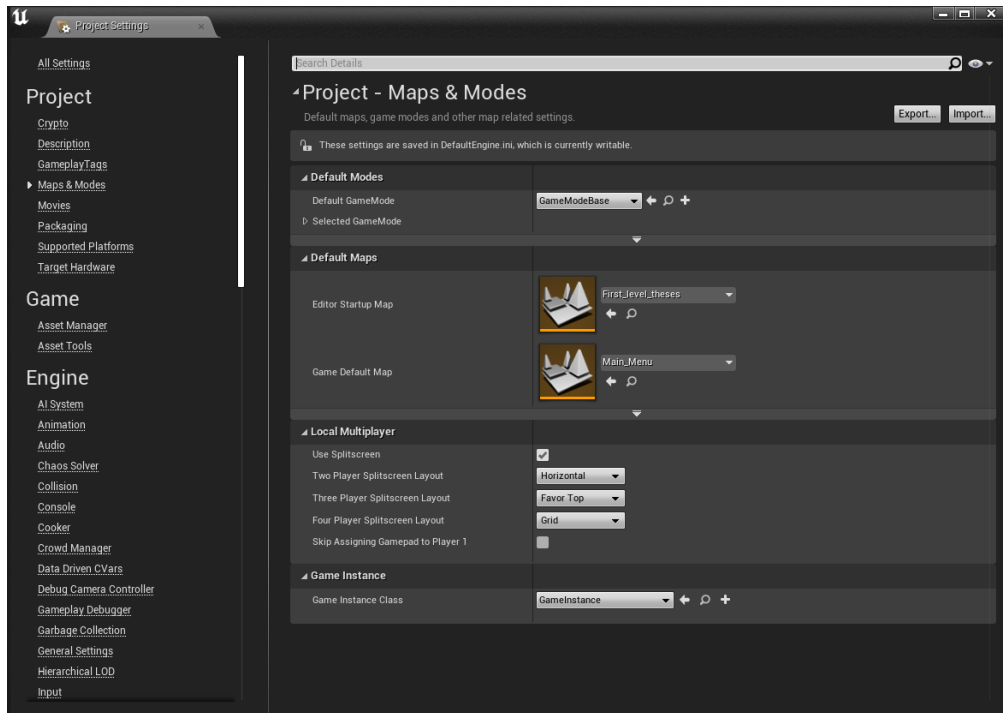 Project Settings
All Settings
Project
Crypto
Description
GameplayTags
Maps & Modes
Movies
Packaging
Supported Platforms
Target Hardware
Game
Asset Manager
Asset Tools
Engine
AI System
Animation
Audio
Chaos Solver
Collision
Console
Cooker
Crowd Manager
Data Driven CVars
Debug Camera Controller
Gameplay Debugger
Garbage Collection
General Settings
Hierarchical LOD
Input
Search Details
Project - Maps & Modes
Default maps, game modes and other map related settings.
Export...
Import...
These settings are saved in DefaultEngine.ini, which is currently writable.
Default Modes
Default GameMode
GameModeBase
Selected GameMode
Default Maps
Editor Startup Map
First_level_theses
Game Default Map
Main_Menu
Local Multiplayer
Use Splitscreen
Two Player Splitscreen Layout
Horizontal
Three Player Splitscreen Layout
Favor Top
Four Player Splitscreen Layout
Grid
Skip Assigning Gamepad to Player 1
Game Instance
Game Instance Class
GameInstance